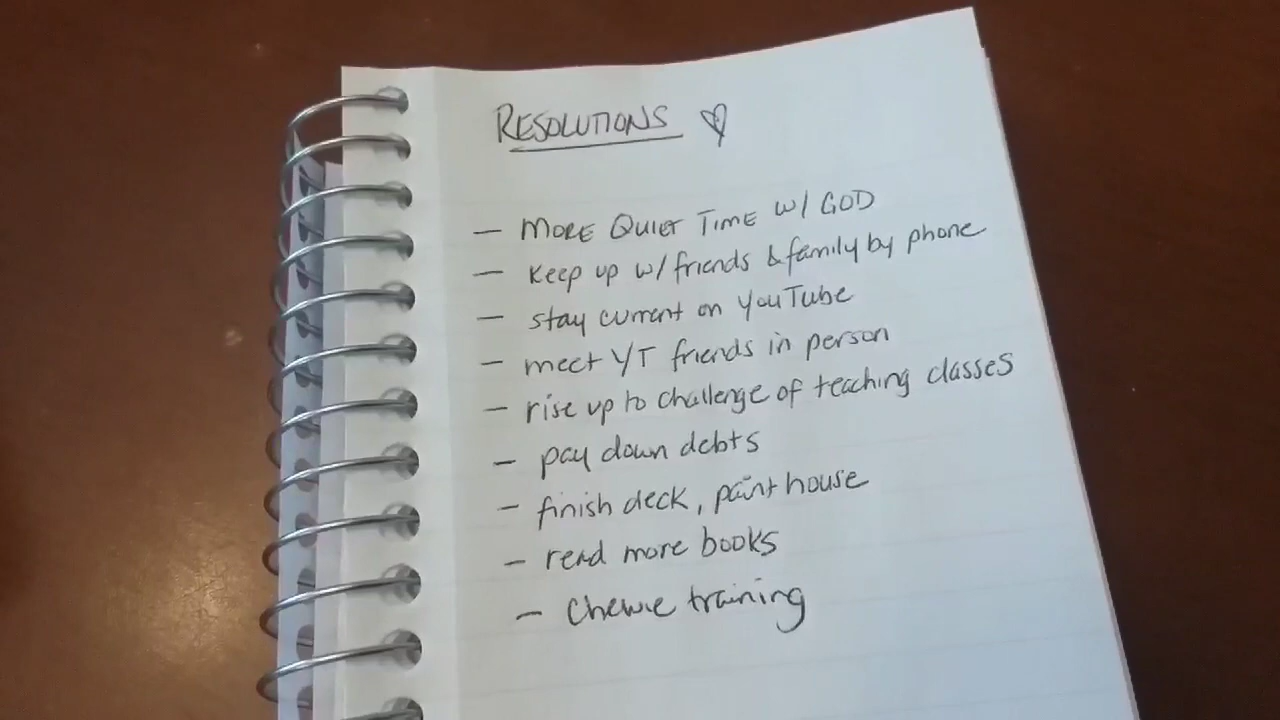 RESOLUTIONS
— MORE QUIET TIME W/ GOD
— Keep up w/ friends & family by phone
— stay current on YouTube
— meet Y/T friends in person
— rise up to challenge of teaching classes
— pay down debts
— finish deck, paint house
— read more books
— Chewie training